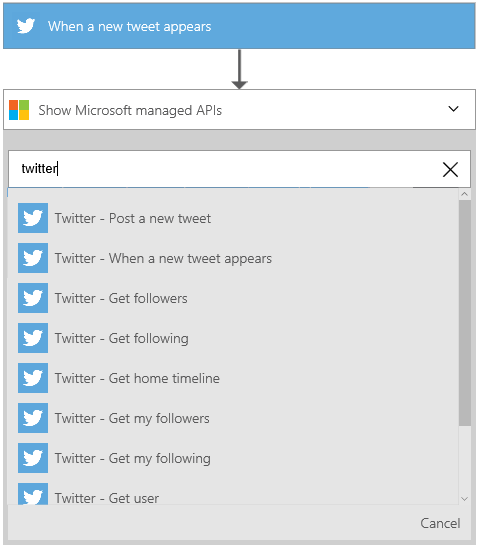 When a new tweet appears
Show Microsoft managed APIs
twitter
Twitter - Post a new tweet
Twitter - When a new tweet appears
Twitter - Get followers
Twitter - Get following
Twitter - Get home timeline
Twitter - Get my followers
Twitter - Get my following
Twitter - Get user
Cancel